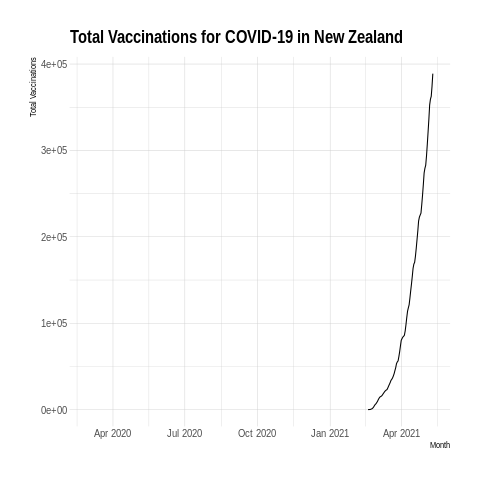 Total Vaccinations for COVID-19 in New Zealand
Total Vaccinations
4e+05
3e+05
2e+05
1e+05
0e+00
Apr 2020 Jul 2020 Oct 2020 Jan 2021 Apr 2021
Month